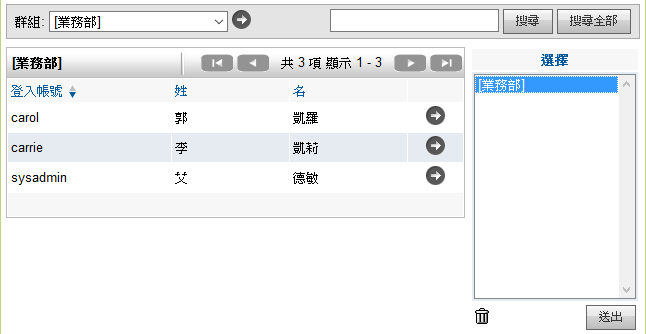 群組: [業務部] 搜尋 搜尋全部
[業務部] 共 3 項 顯示 1 - 3
登入帳號 姓 名
carol 郭 凱羅
carrie 李 凱莉
sysadmin 艾 德敏
選擇
[業務部]
送出